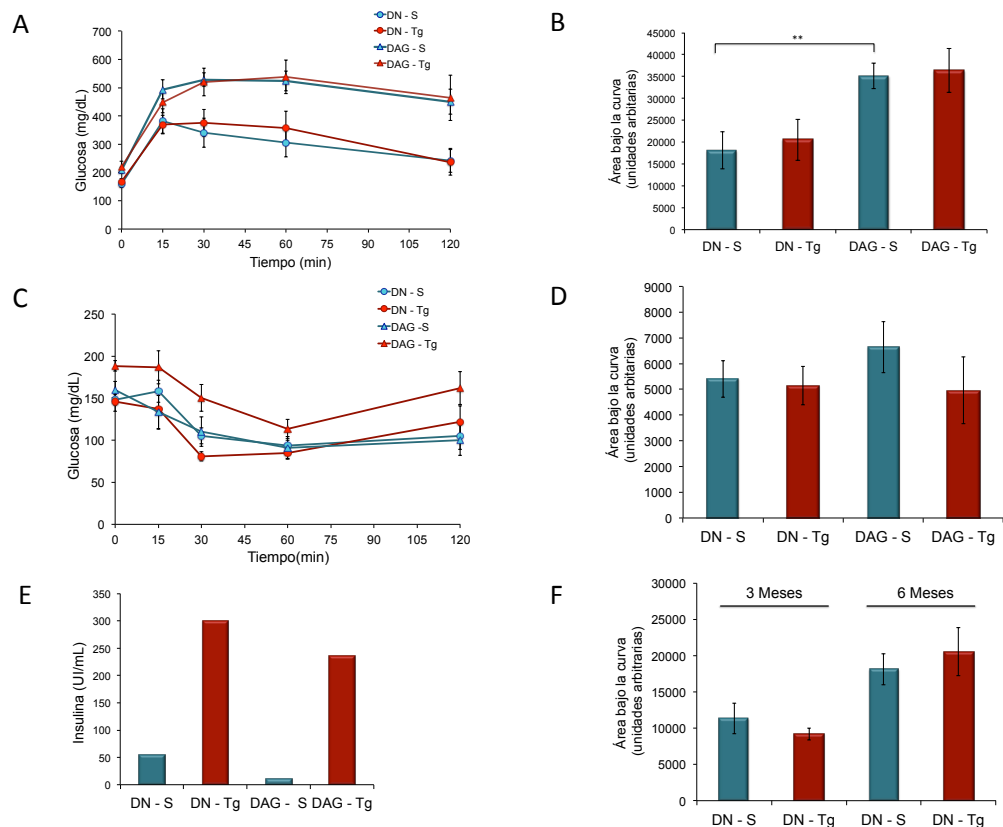 A
DN - S
DN - Tg
DAG - S
DAG - Tg
Glucosa (mg/dL)
700
600
500
400
300
200
100
0
0 15 30 45 60 75 90 105 120
Tiempo (min)
B
**
Área bajo la curva
(unidades arbitarias)
45000
40000
35000
30000
25000
20000
15000
10000
5000
0
DN - S DN - Tg DAG - S DAG - Tg
C
DN - S
DN - Tg
DAG -S
DAG - Tg
Glucosa (mg/dL)
250
200
150
100
50
0
0 15 30 45 60 75 90 105 120
Tiempo(min)
D
Área bajo la curva
(unidades arbitarias)
9000
8000
7000
6000
5000
4000
3000
2000
1000
0
DN - S DN - Tg DAG - S DAG - Tg
E
Insulina (UI/mL)
350
300
250
200
150
100
50
0
DN - S DN - Tg DAG - S DAG - Tg
F
3 Meses 6 Meses
Área bajo la curva
(unidades arbitrarias)
30000
25000
20000
15000
10000
5000
0
DN - S DN - Tg DN - S DN - Tg